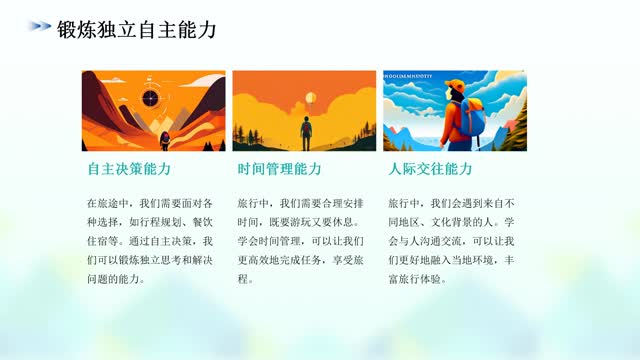 锻炼独立自主能力
自主决策能力
在旅途中，我们需要面对各
种选择，如行程规划、餐饮
住宿等。通过自主决策，我
们可以锻炼独立思考和解决
问题的能力。
时间管理能力
旅行中，我们需要合理安排
时间，既要游玩又要休息。
学会时间管理，可以让我们
更高效地完成任务，享受旅
程。
人际交往能力
旅行中，我们会遇到来自不
同地区、文化背景的人。学
会与人沟通交流，可以让我
们更好地融入当地环境，丰
富旅行体验。